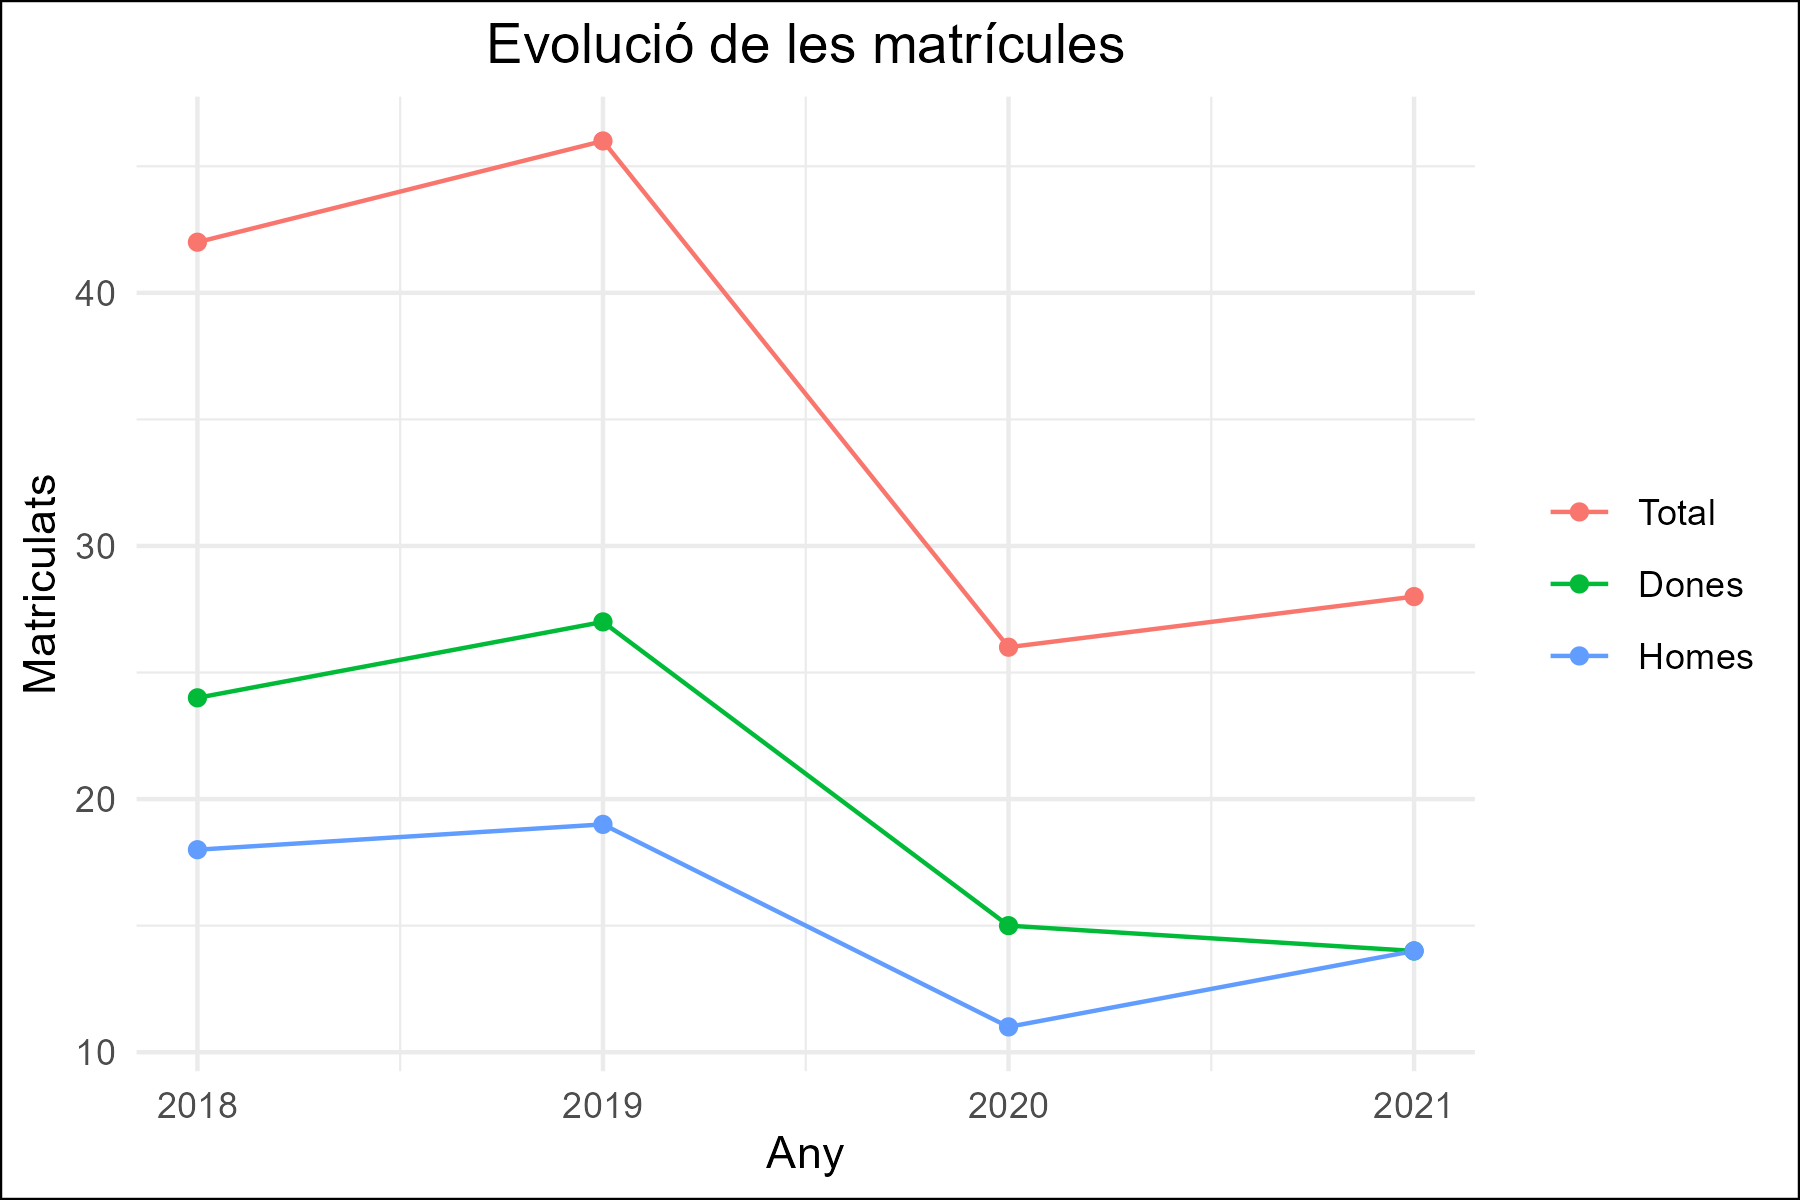 Evolució de les matrícules
Matriculats
40
30
20
10
2018 2019 2020 2021
Any
Total
Dones
Homes